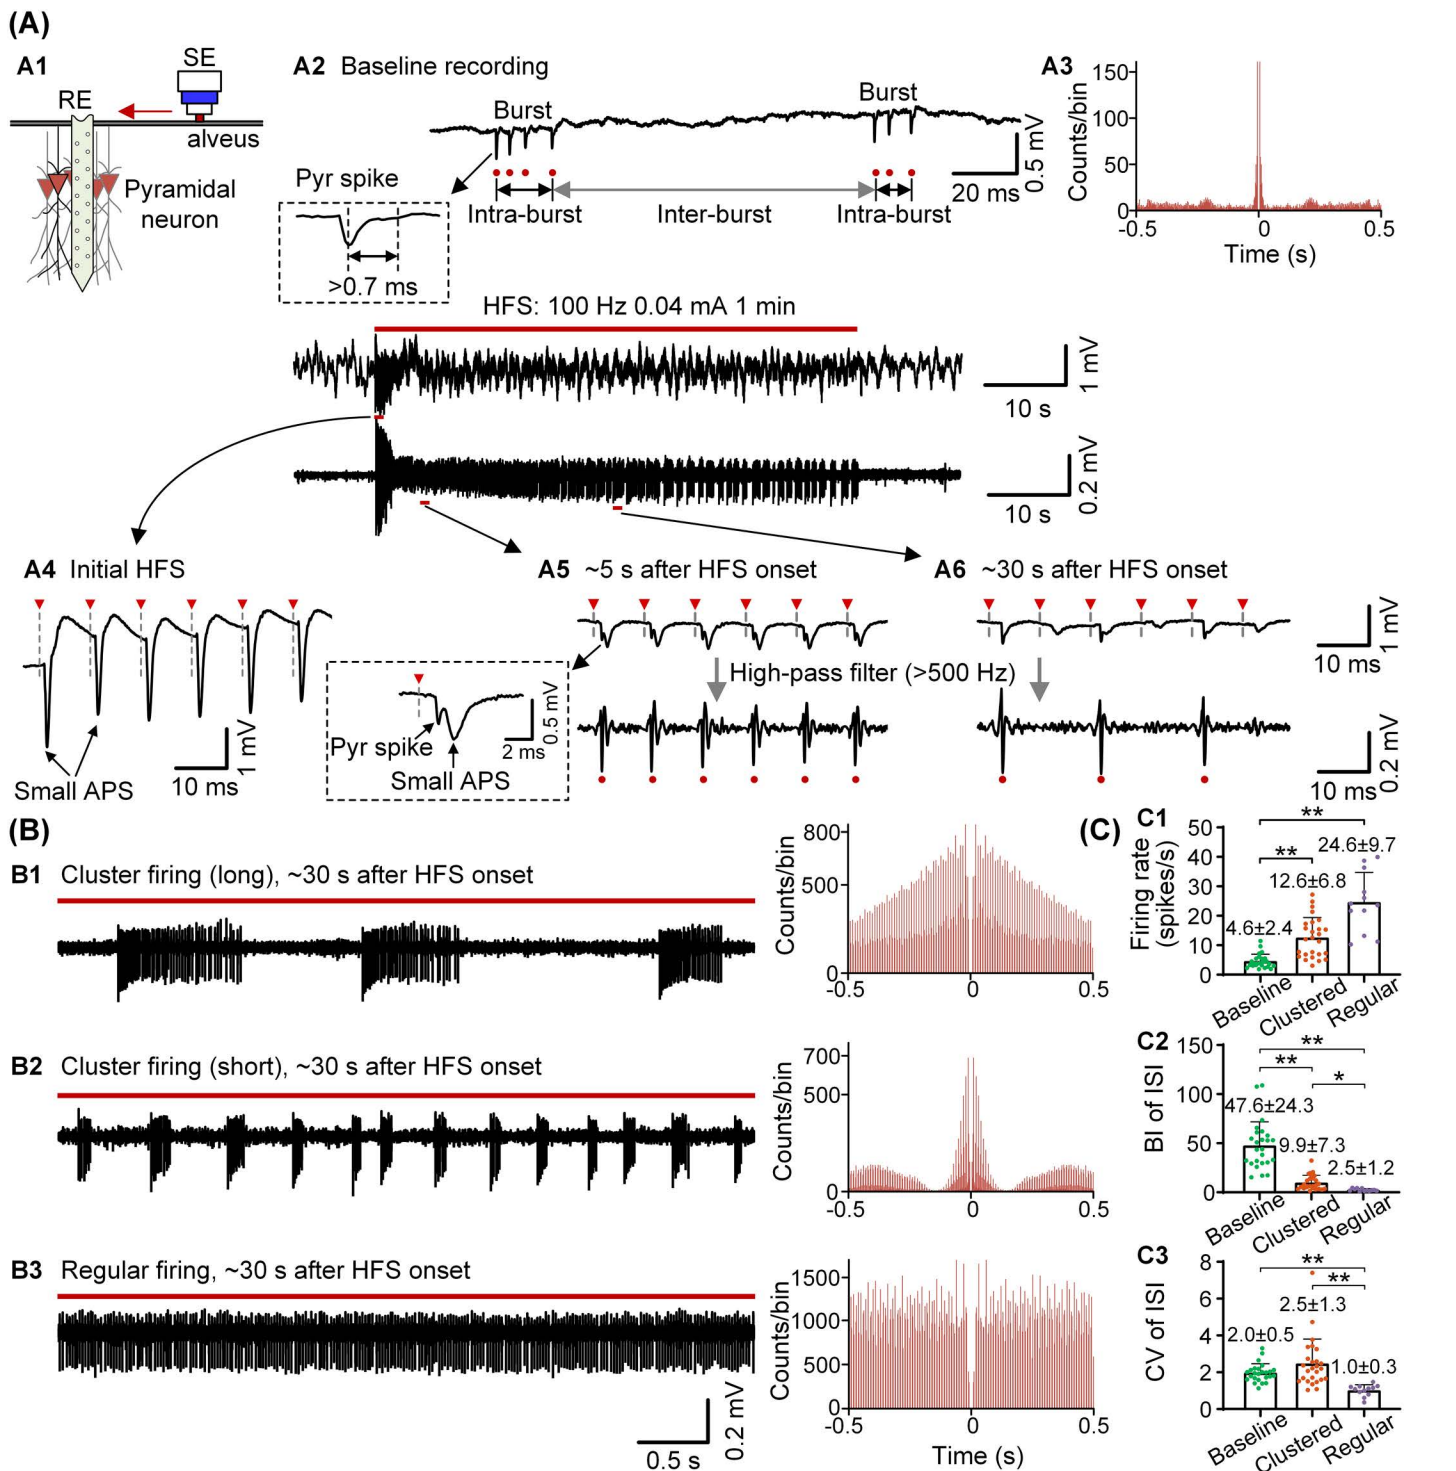 (A)
A1
SE
RE
alveus
Pyramidal
neuron
A2 Baseline recording
Burst
Burst
0.5 mV
20 ms
Pyr spike
>0.7 ms
Intra-burst
Inter-burst
Intra-burst
A3
Counts/bin
150
100
50
0
-0.5
0
0.5
Time (s)
HFS: 100 Hz 0.04 mA 1 min
1 mV
10 s
0.2 mV
10 s
A4 Initial HFS
Small APS
10 ms
1 mV
A5 ~5 s after HFS onset
Pyr spike
Small APS
2 ms
0.5 mV
High-pass filter (>500 Hz)
A6 ~30 s after HFS onset
1 mV
10 ms
0.2 mV
10 ms
(B)
B1 Cluster firing (long), ~30 s after HFS onset
Counts/bin
800
500
0
-0.5
0
0.5
B2 Cluster firing (short), ~30 s after HFS onset
Counts/bin
700
500
0
-0.5
0
0.5
B3 Regular firing, ~30 s after HFS onset
0.2 mV
0.5 s
Counts/bin
1500
1000
500
0
-0.5
0
0.5
Time (s)
(C)
C1
Firing rate
(spikes/s)
50
40
30
20
10
0
**
**
4.6±2.4
12.6±6.8
24.6±9.7
Baseline
Clustered
Regular
C2
BI of ISI
150
100
50
0
**
**
*
47.6±24.3
9.9±7.3
2.5±1.2
Baseline
Clustered
Regular
C3
CV of ISI
8
6
4
2
0
**
**
2.0±0.5
2.5±1.3
1.0±0.3
Baseline
Clustered
Regular